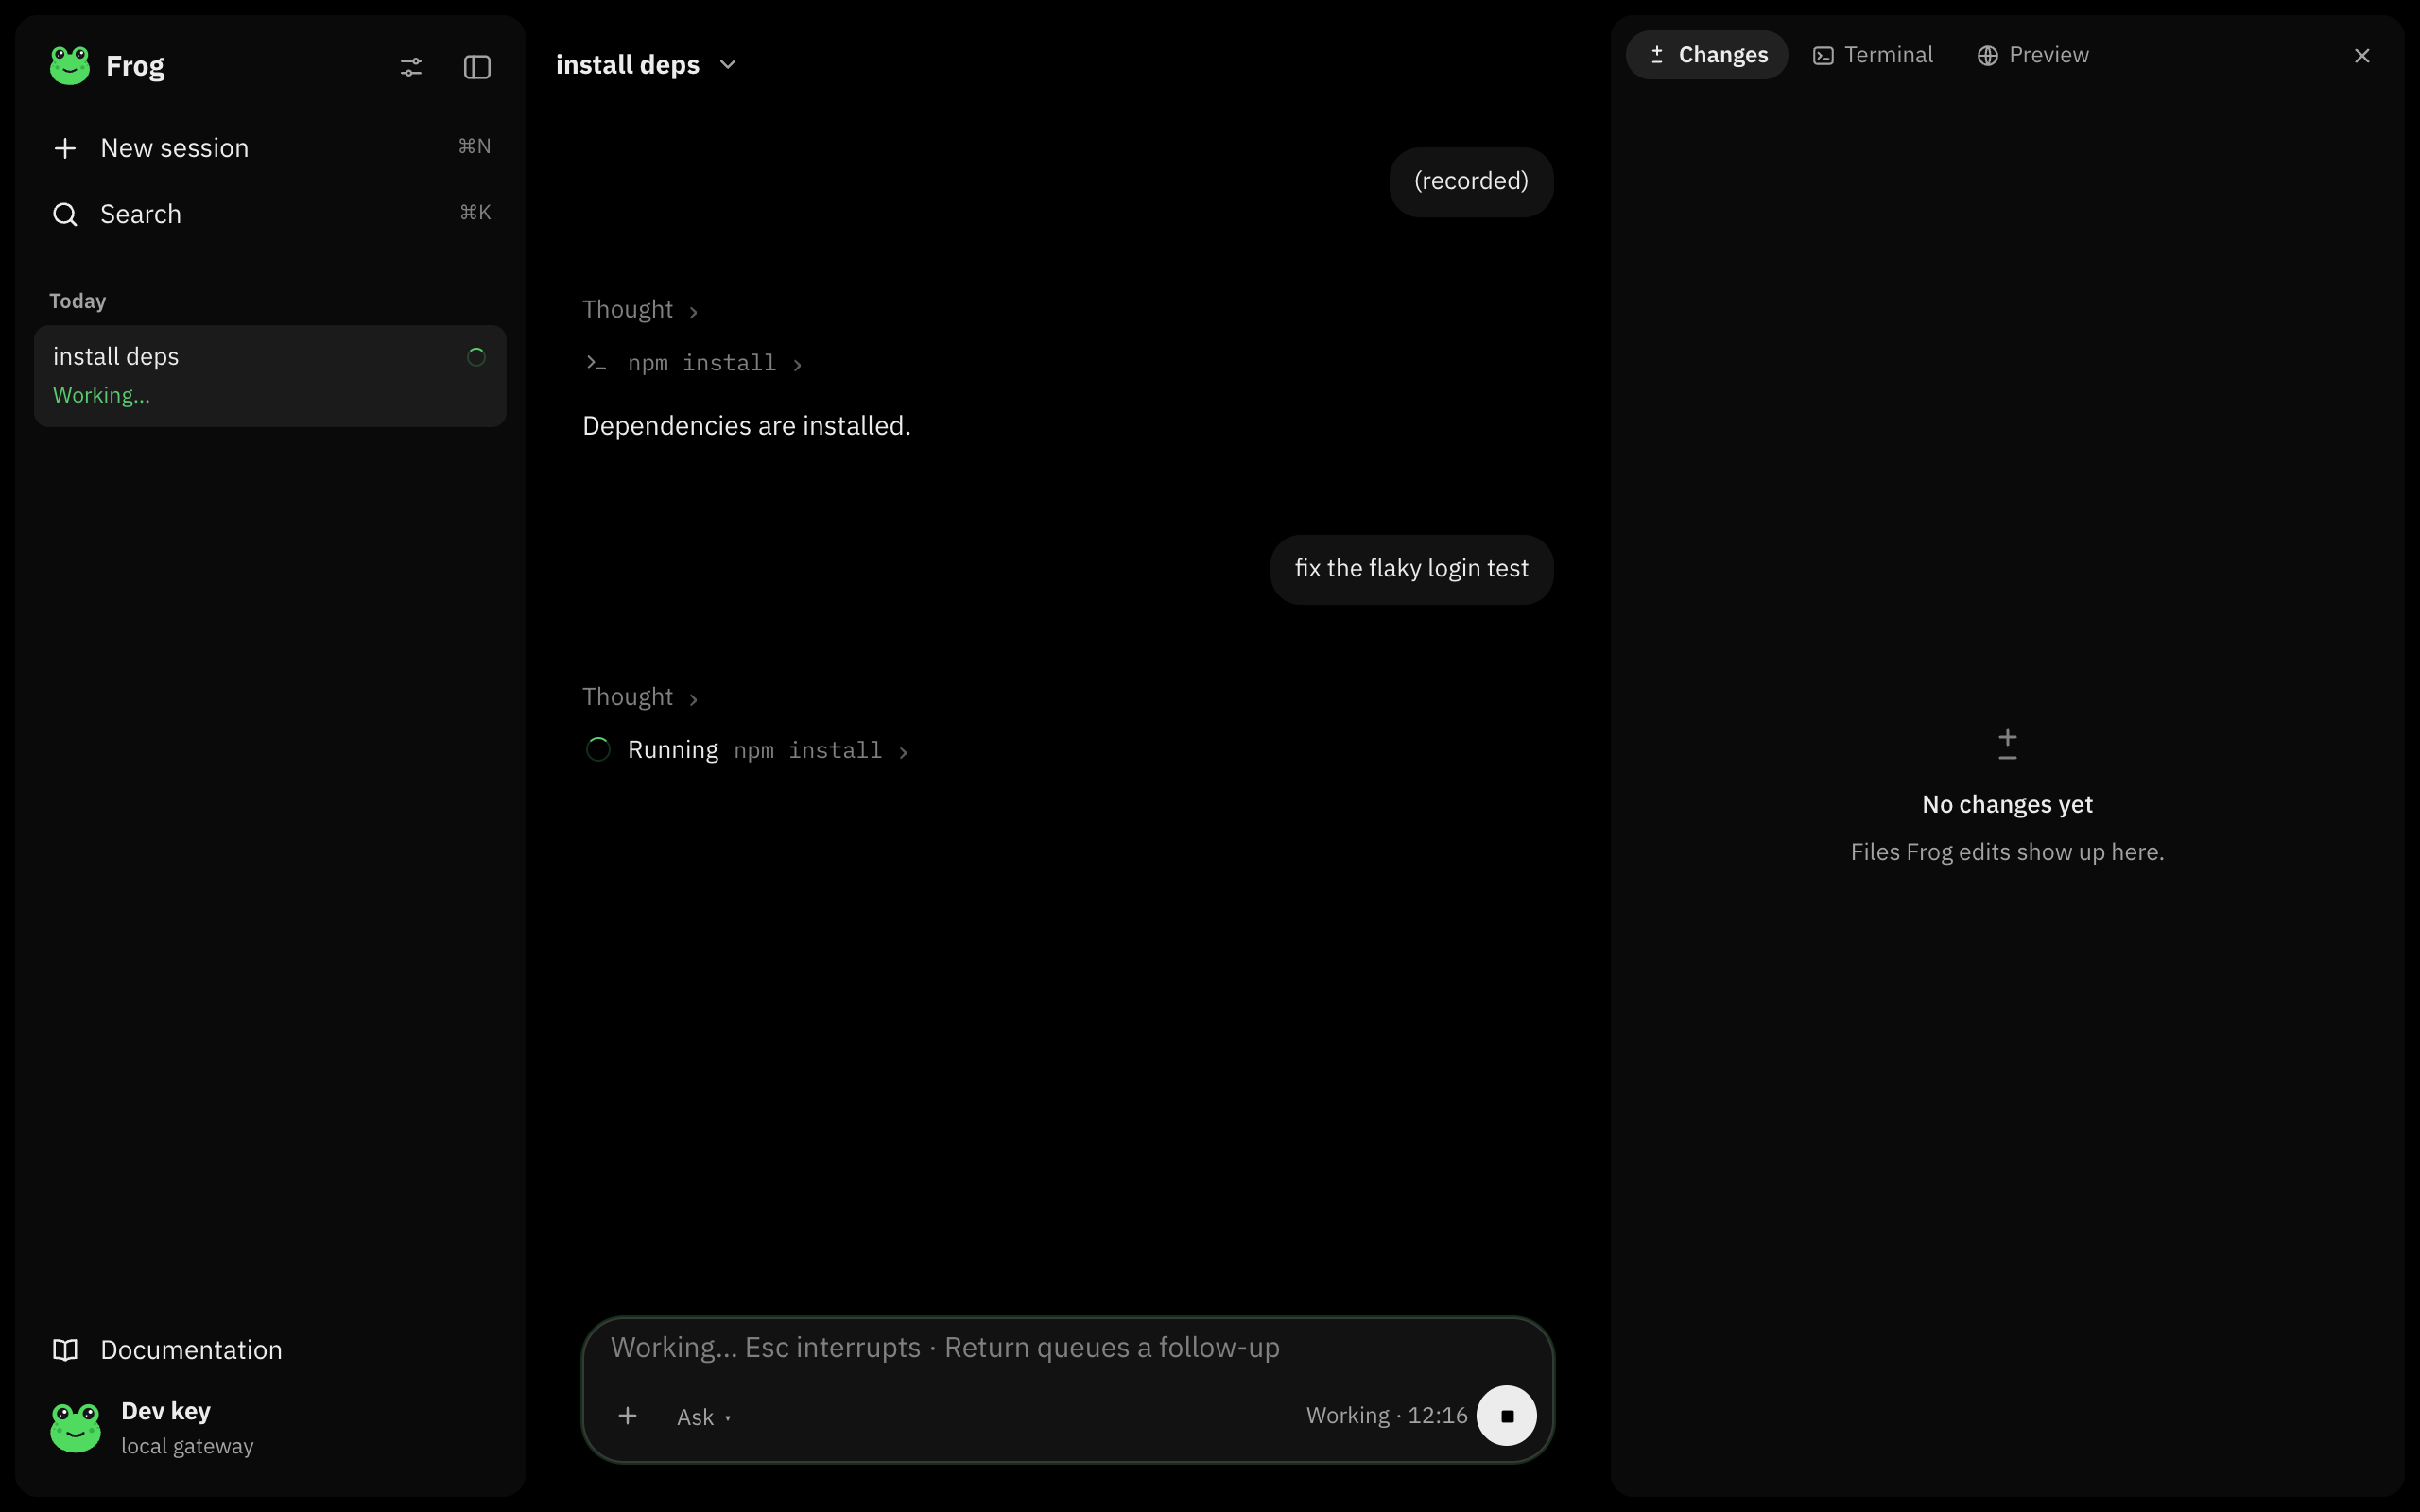 Frog
New session ⌘N
Search ⌘K
Today
install deps
Working...
Documentation
Dev key
local gateway
install deps
(recorded)
Thought
npm install
Dependencies are installed.
fix the flaky login test
Thought
Running npm install
Working... Esc interrupts · Return queues a follow-up
Ask
Working · 12:16
Changes Terminal Preview
No changes yet
Files Frog edits show up here.